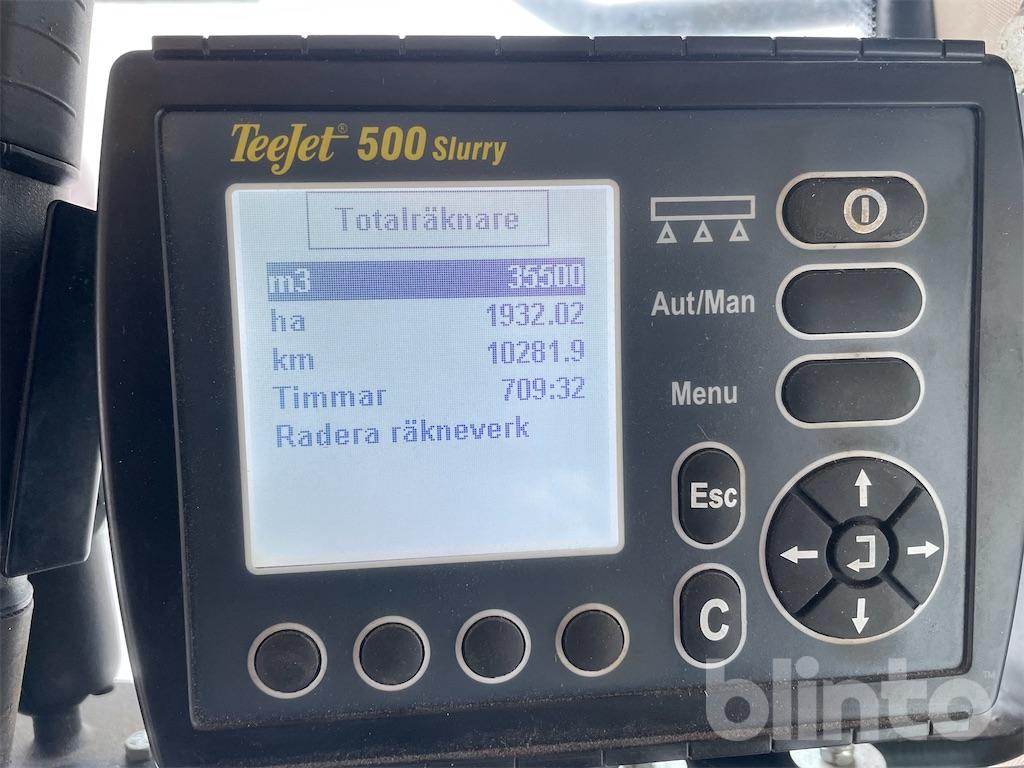 TeeJet® 500 Slurry
Totalräknare
m3 35500
ha 1932.02
km 10281.9
Timmar 709:32
Radera räkneverk
Aut/Man
Menu
Esc
C
blinto™